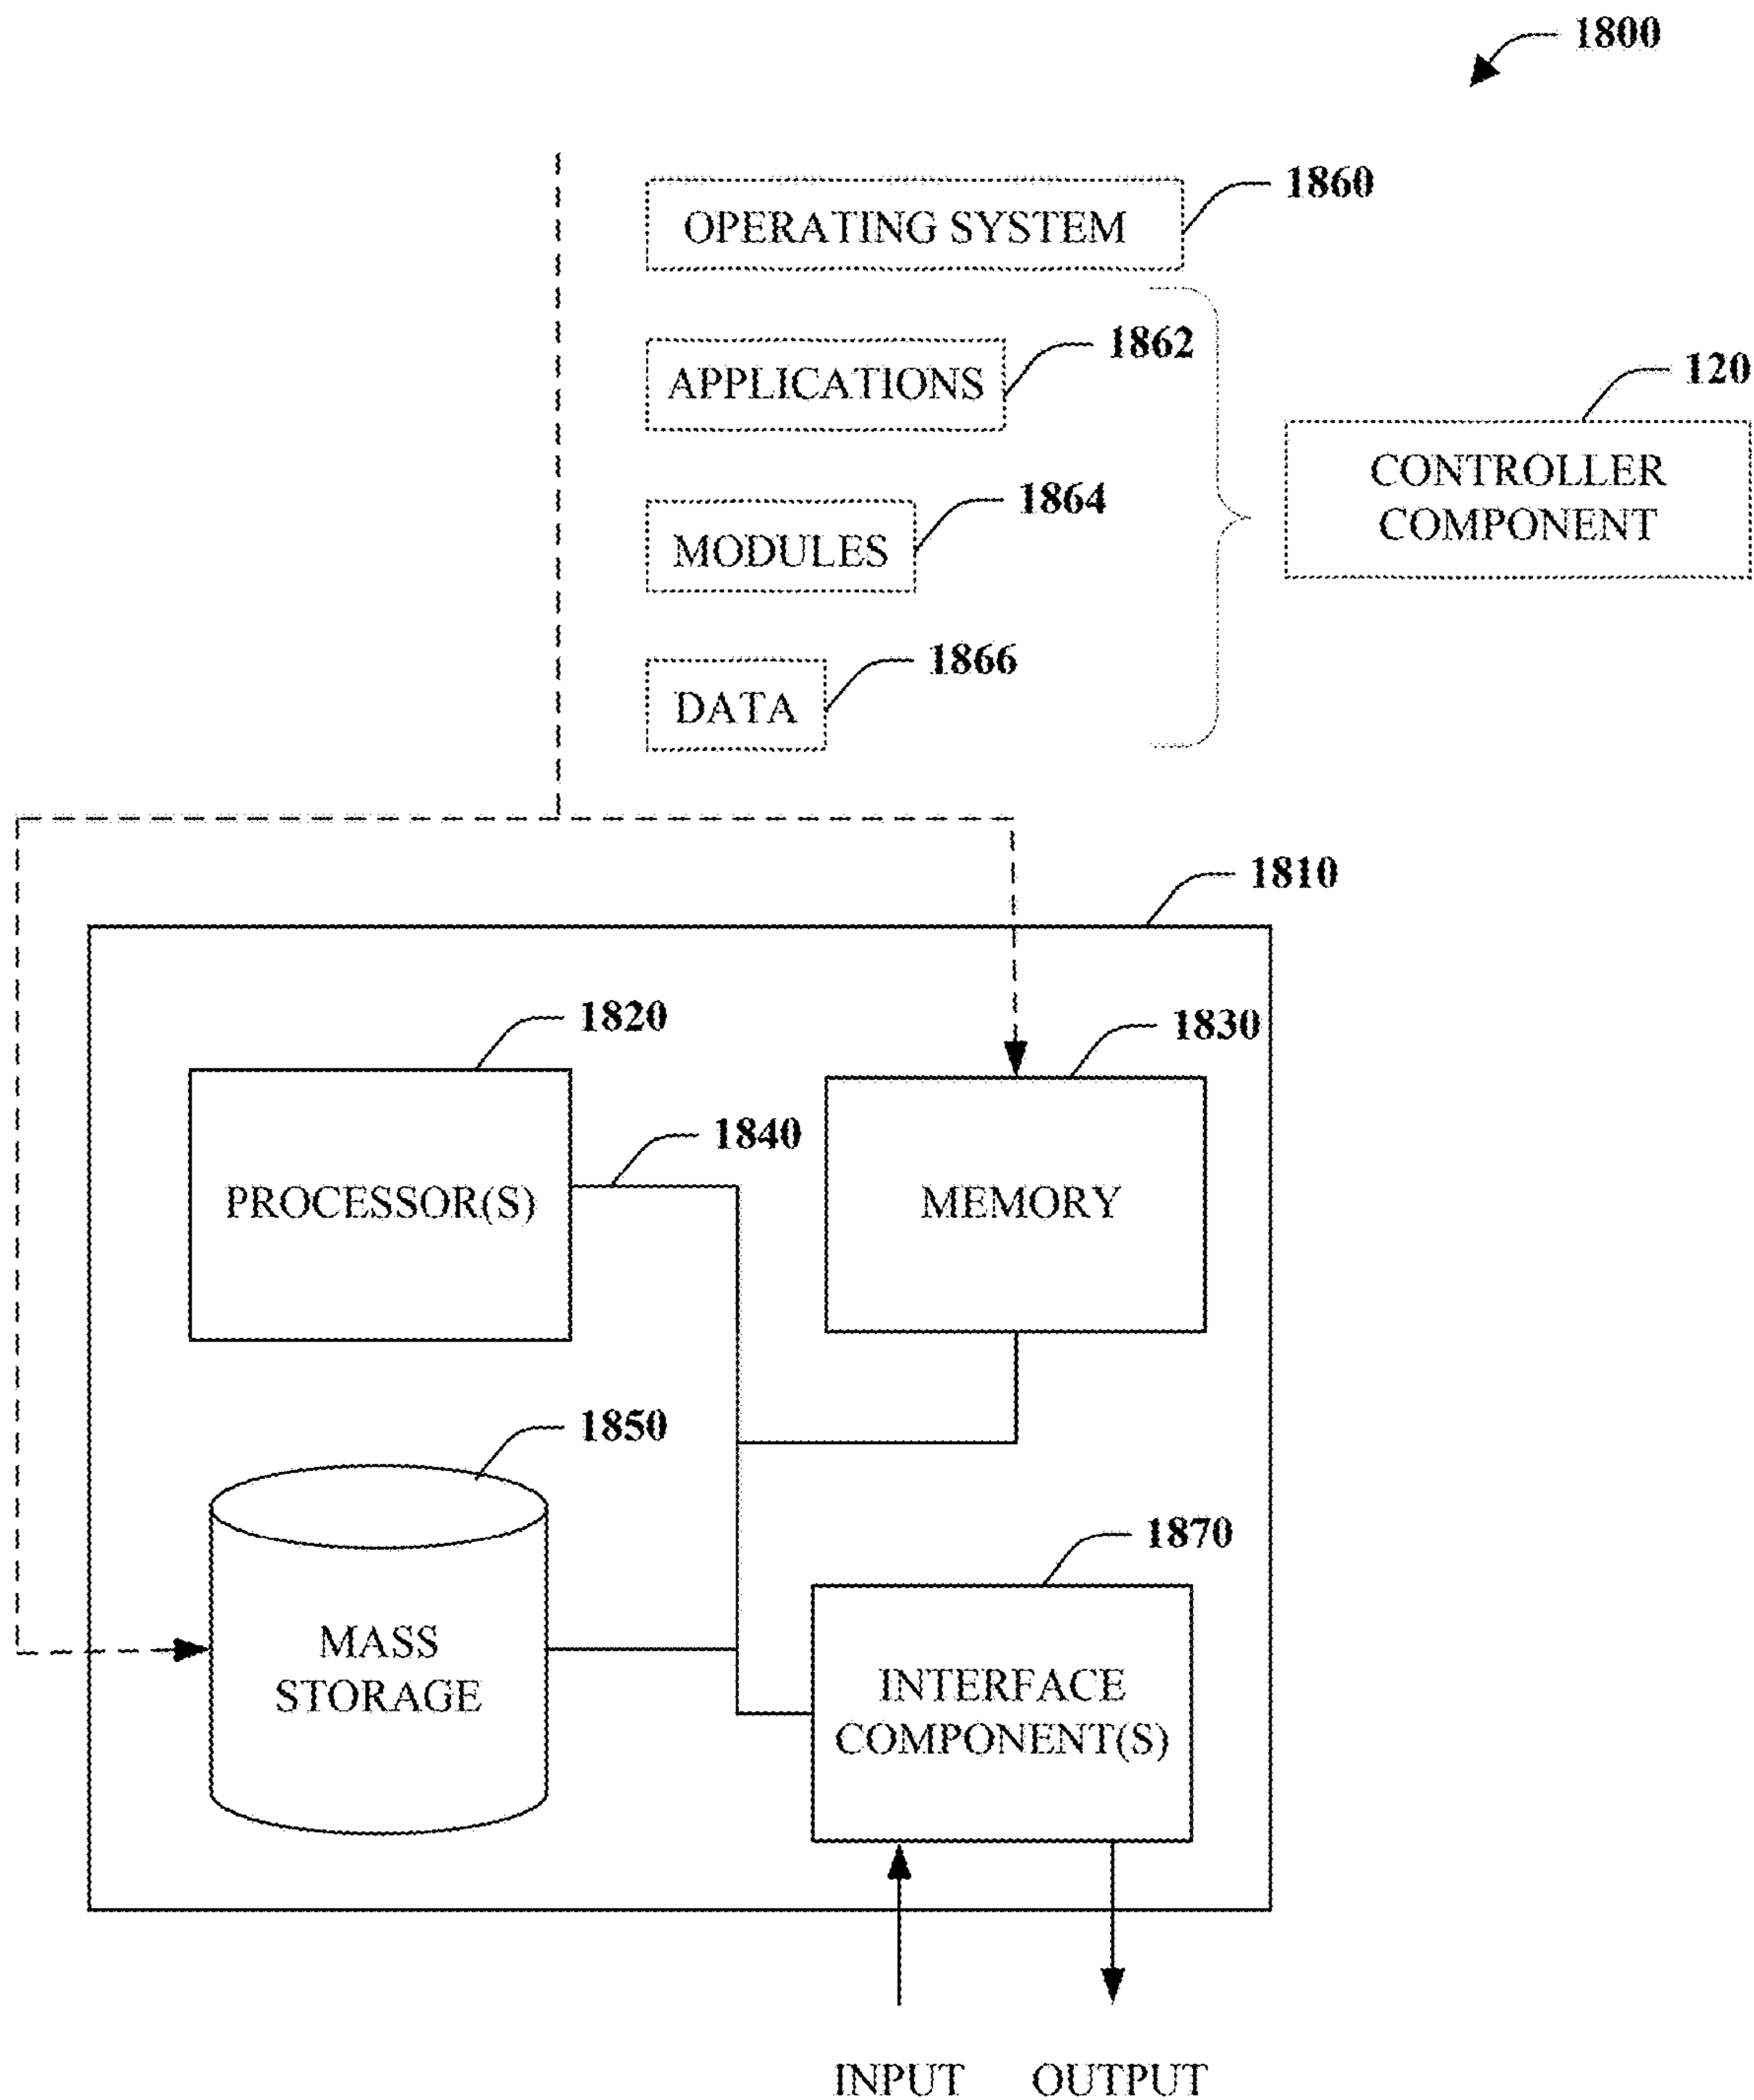 1800
1860
OPERATING SYSTEM
1862
APPLICATIONS
120
CONTROLLER
COMPONENT
1864
MODULES
1866
DATA
1810
1820
PROCESSOR(S)
1830
MEMORY
1840
1850
MASS
STORAGE
1870
INTERFACE
COMPONENT(S)
INPUT
OUTPUT